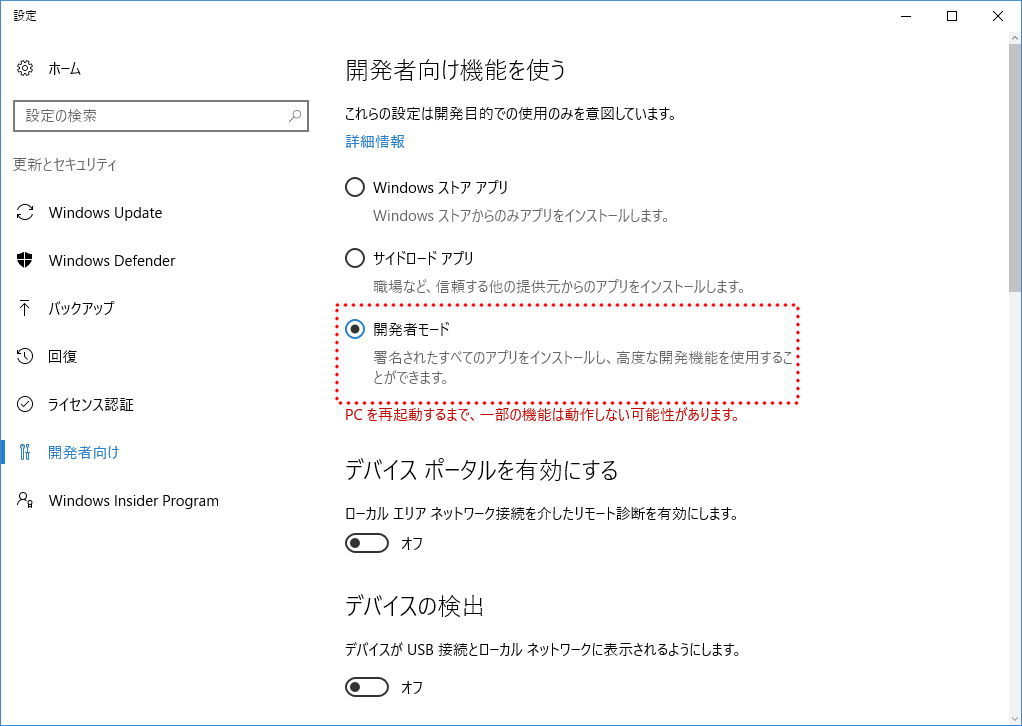 設定
ホーム
設定の検索
更新とセキュリティ
Windows Update
Windows Defender
バックアップ
回復
ライセンス認証
開発者向け
Windows Insider Program
開発者向け機能を使う
これらの設定は開発目的での使用のみを意図しています。
詳細情報
Windows ストア アプリ
Windows ストアからのみアプリをインストールします。
サイドロード アプリ
職場など、信頼する他の提供元からのアプリをインストールします。
開発者モード
署名されたすべてのアプリをインストールし、高度な開発機能を使用するこ
とができます。
PC を再起動するまで、一部の機能は動作しない可能性があります。
デバイス ポータルを有効にする
ローカル エリア ネットワーク接続を介したリモート診断を有効にします。
オフ
デバイスの検出
デバイスが USB 接続とローカル ネットワークに表示されるようにします。
オフ